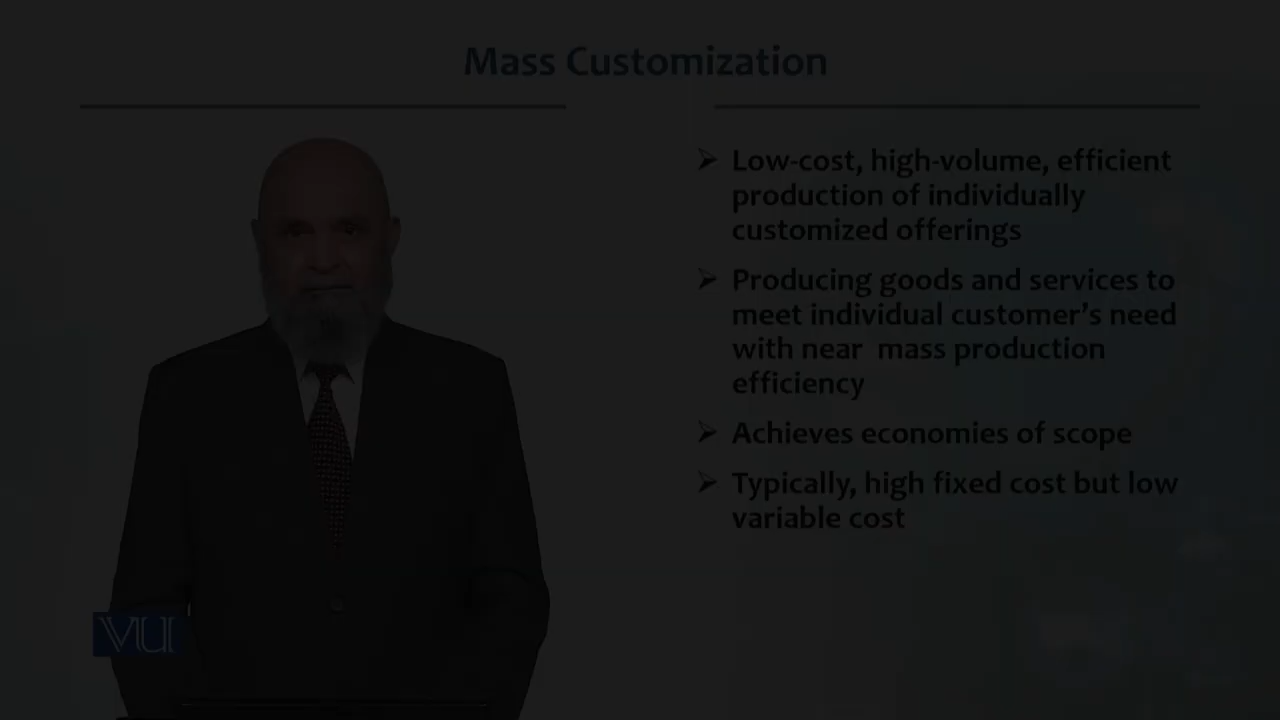 Mass Customization
Low-cost, high-volume, efficient
production of individually
customized offerings
Producing goods and services to
meet individual customer's need
with near mass production
efficiency
Achieves economies of scope
Typically, high fixed cost but low
variable cost
VU